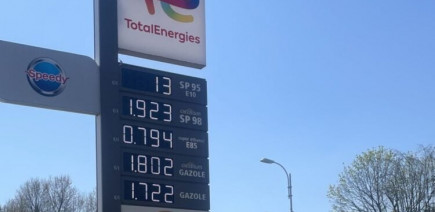 TotalEnergies
Speedy
13 SP 95
E10
1.923 SP 98
0.794 E85
1.802 GAZOLE
1.722 GAZOLE